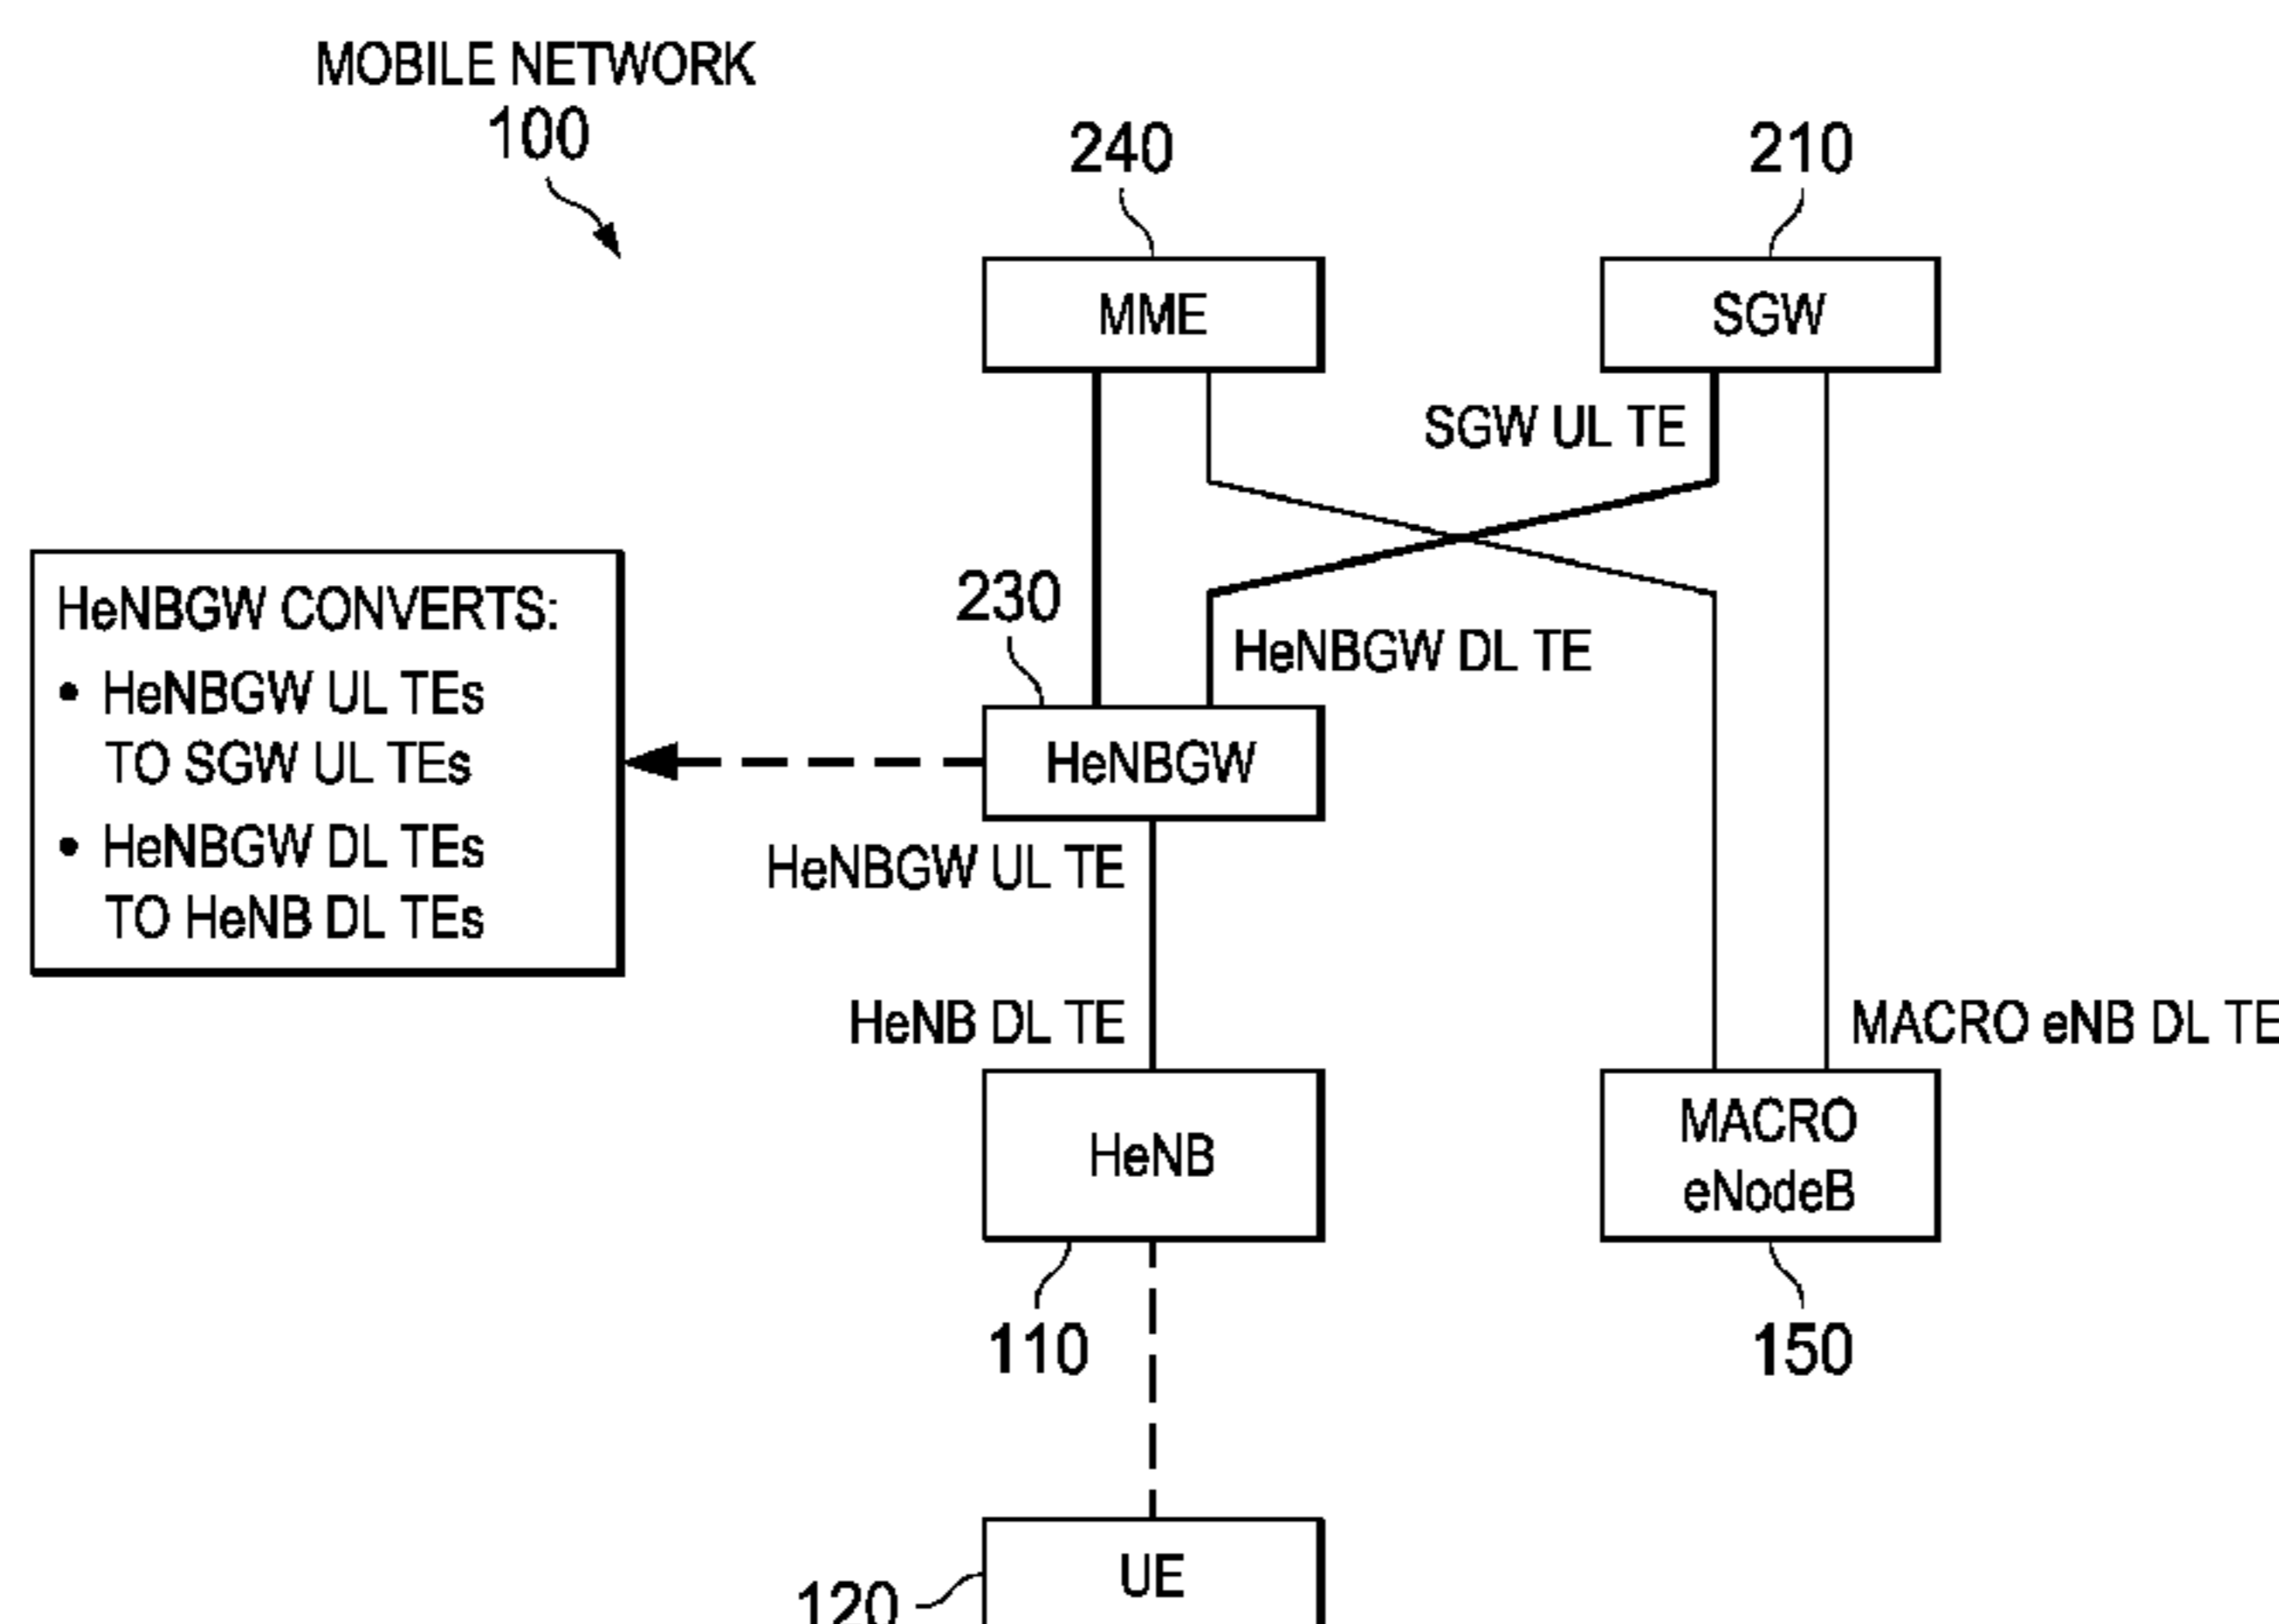 MOBILE NETWORK
100
240
210
MME
SGW
SGW UL TE
230
HeNBGW DL TE
HeNBGW CONVERTS:
• HeNBGW UL TEs
TO SGW UL TEs
• HeNBGW DL TEs
TO HeNB DL TEs
HeNBGW
HeNBGW UL TE
HeNB DL TE
MACRO eNB DL TE
HeNB
MACRO
eNodeB
110
150
UE
120